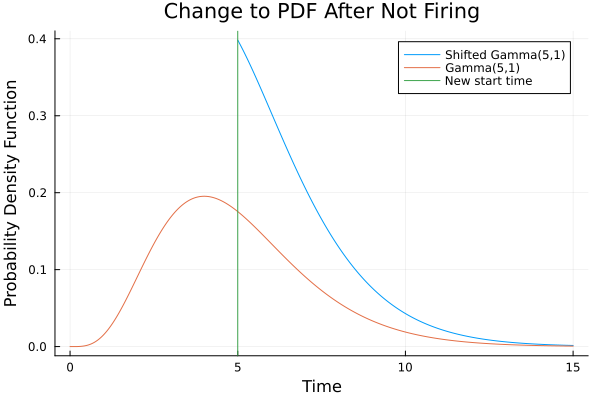 Change to PDF After Not Firing
0.4
Shifted Gamma(5,1)
Gamma(5,1)
New start time
0.3
Probability Density Function
0.2
0.1
0.0
0
5
10
15
Time